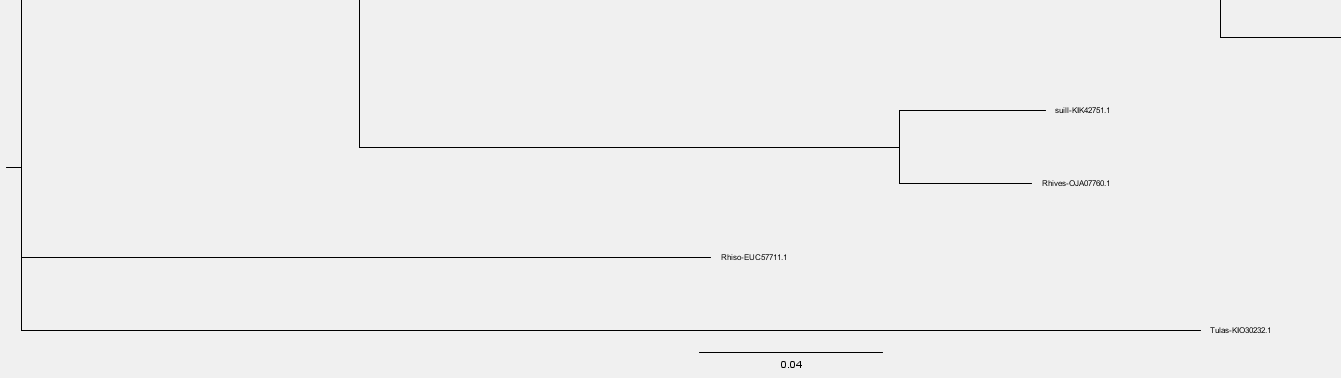 suill-KIK42751.1
Rhives-OJA07760.1
Rhiso-EUC57711.1
Tulas-KIO30232.1
0.04